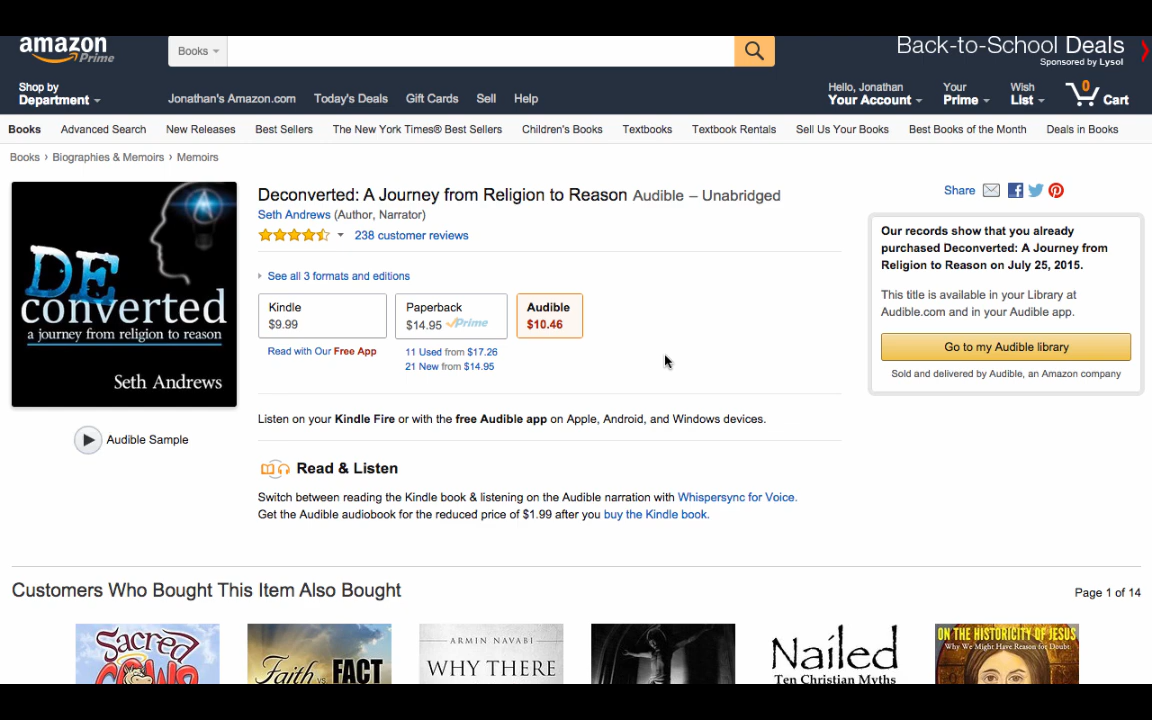 amazon
Prime
Books
Back-to-School Deals
Sponsored by Lysol
Shop by
Department
Jonathan's Amazon.com Today's Deals Gift Cards Sell Help
Hello, Jonathan
Your Account
Your
Prime
Wish
List
0
Cart
Books Advanced Search New Releases Best Sellers The New York Times® Best Sellers Children's Books Textbooks Textbook Rentals Sell Us Your Books Best Books of the Month Deals in Books
Books › Biographies & Memoirs › Memoirs
DE
converted
a journey from religion to reason
Seth Andrews
Audible Sample
Deconverted: A Journey from Religion to Reason Audible – Unabridged
Seth Andrews (Author, Narrator)
238 customer reviews
See all 3 formats and editions
Kindle
$9.99
Paperback
$14.95 Prime
Audible
$10.46
Read with Our Free App
11 Used from $17.26
21 New from $14.95
Listen on your Kindle Fire or with the free Audible app on Apple, Android, and Windows devices.
Read & Listen
Switch between reading the Kindle book & listening on the Audible narration with Whispersync for Voice.
Get the Audible audiobook for the reduced price of $1.99 after you buy the Kindle book.
Share
Our records show that you already
purchased Deconverted: A Journey from
Religion to Reason on July 25, 2015.
This title is available in your Library at
Audible.com and in your Audible app.
Go to my Audible library
Sold and delivered by Audible, an Amazon company
Customers Who Bought This Item Also Bought
Page 1 of 14
Sacred
COWS
Faith vs. FACT
ARMIN NAVABI
WHY THERE
Nailed
Ten Christian Myths
ON THE HISTORICITY OF JESUS
Why We Might Have Reason for Doubt